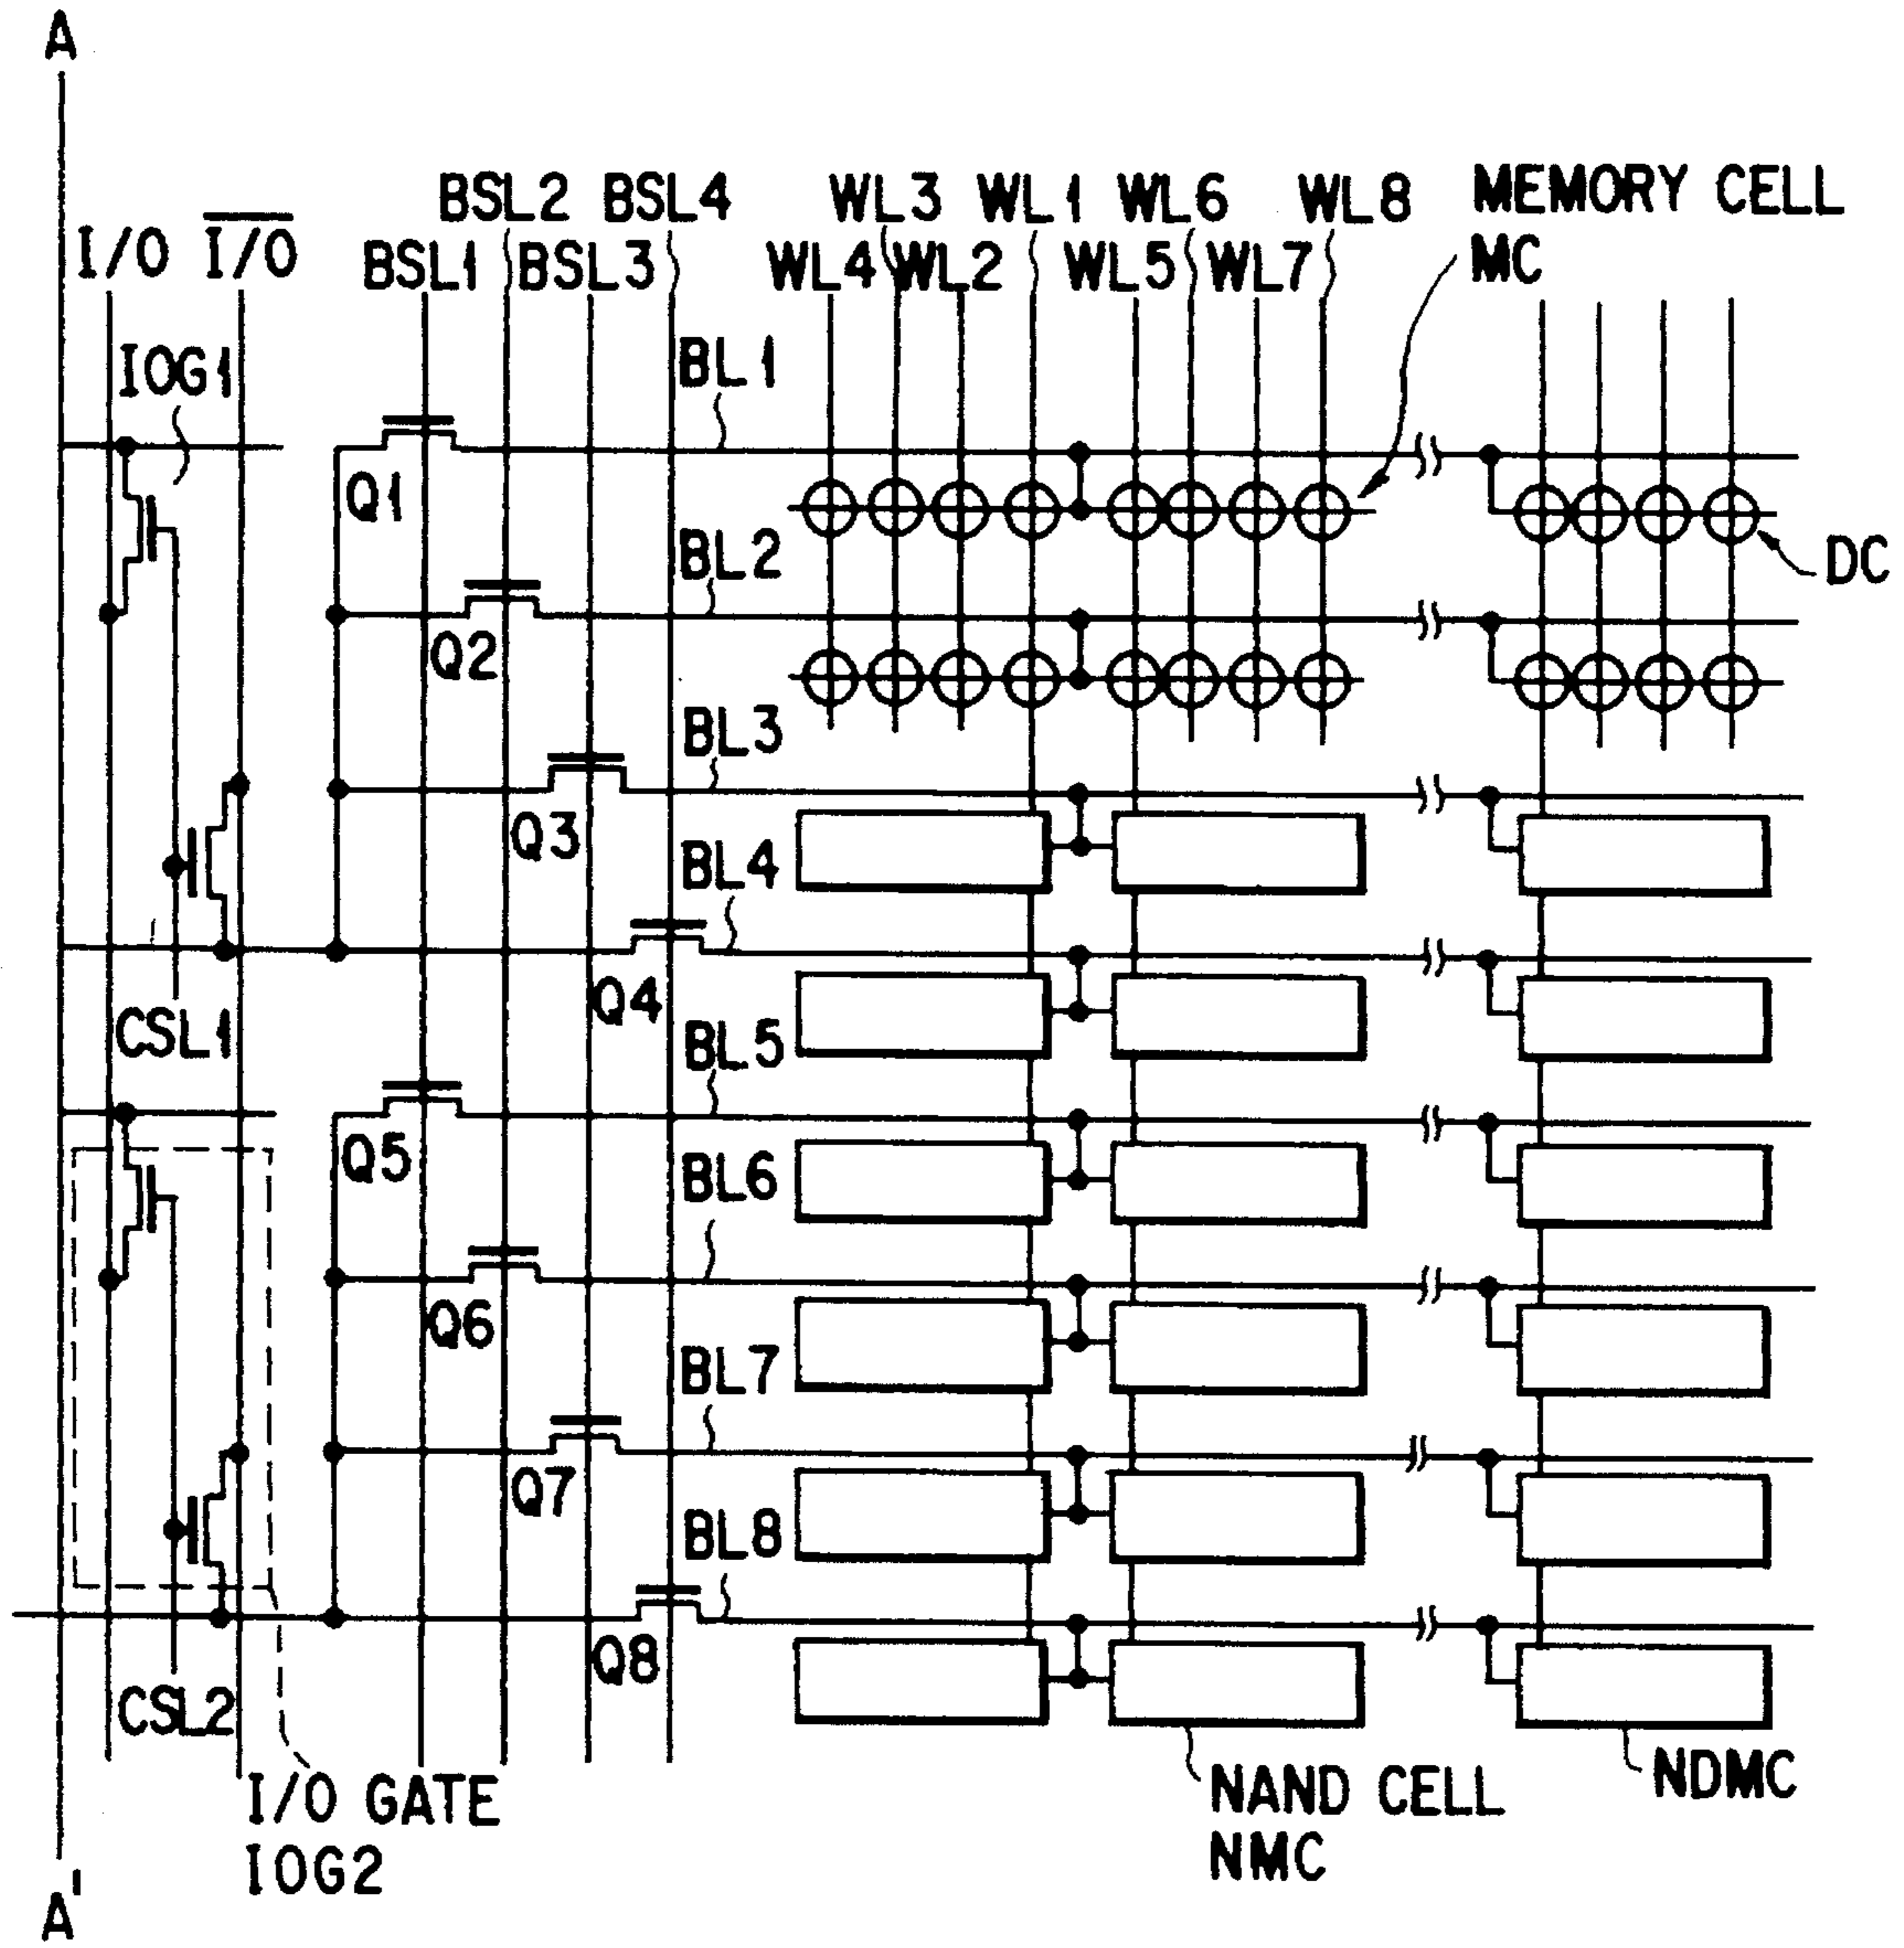 A
BSL2 BSL4 WL3 WL1 WL6 WL8 MEMORY CELL
I/O I/O BSL1 BSL3 WL4 WL2 WL5 WL7 MC
IOG1 BL1
Q1
BL2 DC
Q2
BL3
Q3
BL4
Q4
CSL1 BL5
Q5 BL6
Q6
BL7
Q7
BL8
Q8
CSL2
I/O GATE
IOG2
NAND CELL
NMC
NDMC
A'